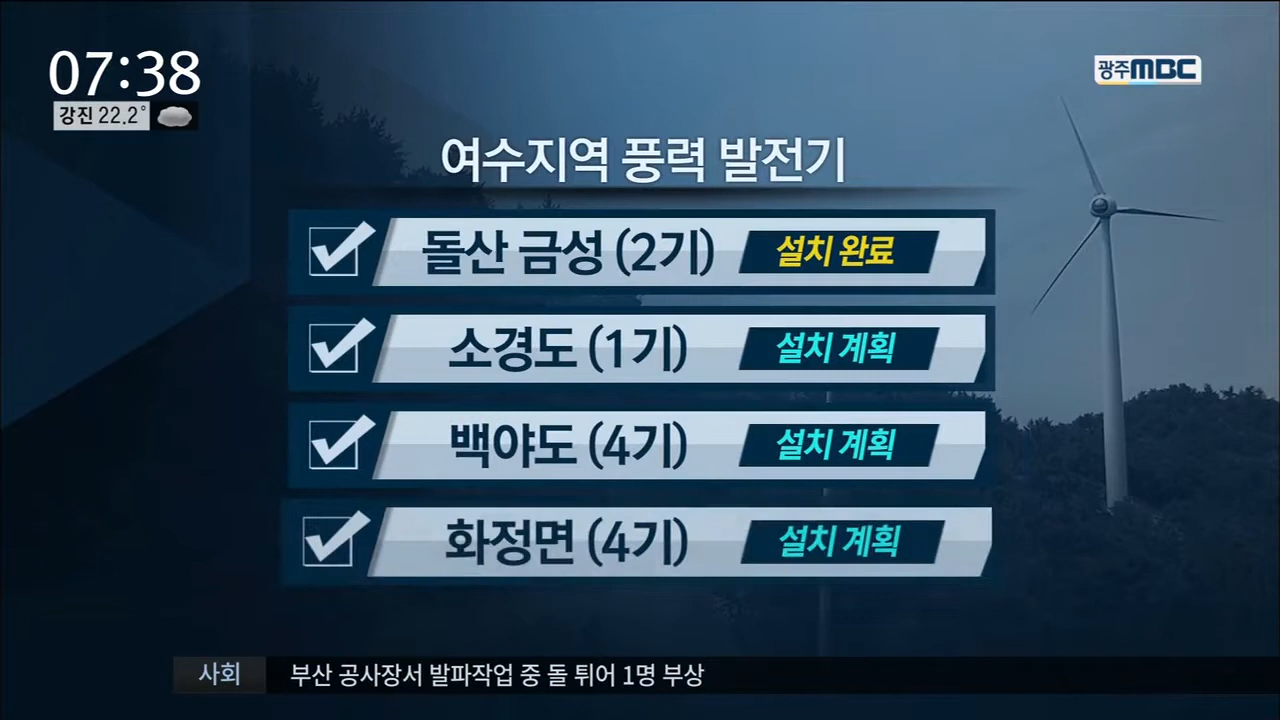 07:38
강진 22.2°
광주MBC
여수지역 풍력 발전기
돌산 금성 (2기) 설치 완료
소경도 (1기) 설치 계획
백야도 (4기) 설치 계획
화정면 (4기) 설치 계획
사회 부산 공사장서 발파작업 중 돌 튀어 1명 부상